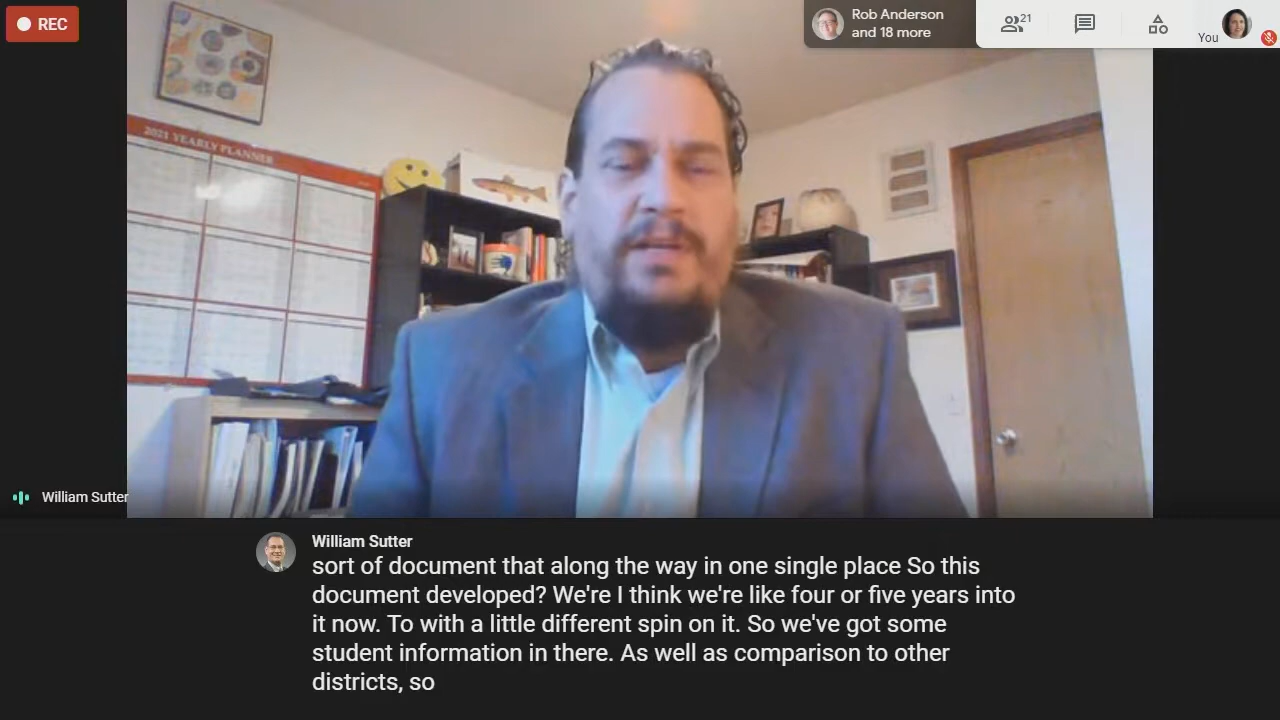 REC
Rob Anderson
and 18 more
21
You
2021 YEARLY PLANNER
William Sutter
William Sutter
sort of document that along the way in one single place So this
document developed? We're I think we're like four or five years into
it now. To with a little different spin on it. So we've got some
student information in there. As well as comparison to other
districts, so